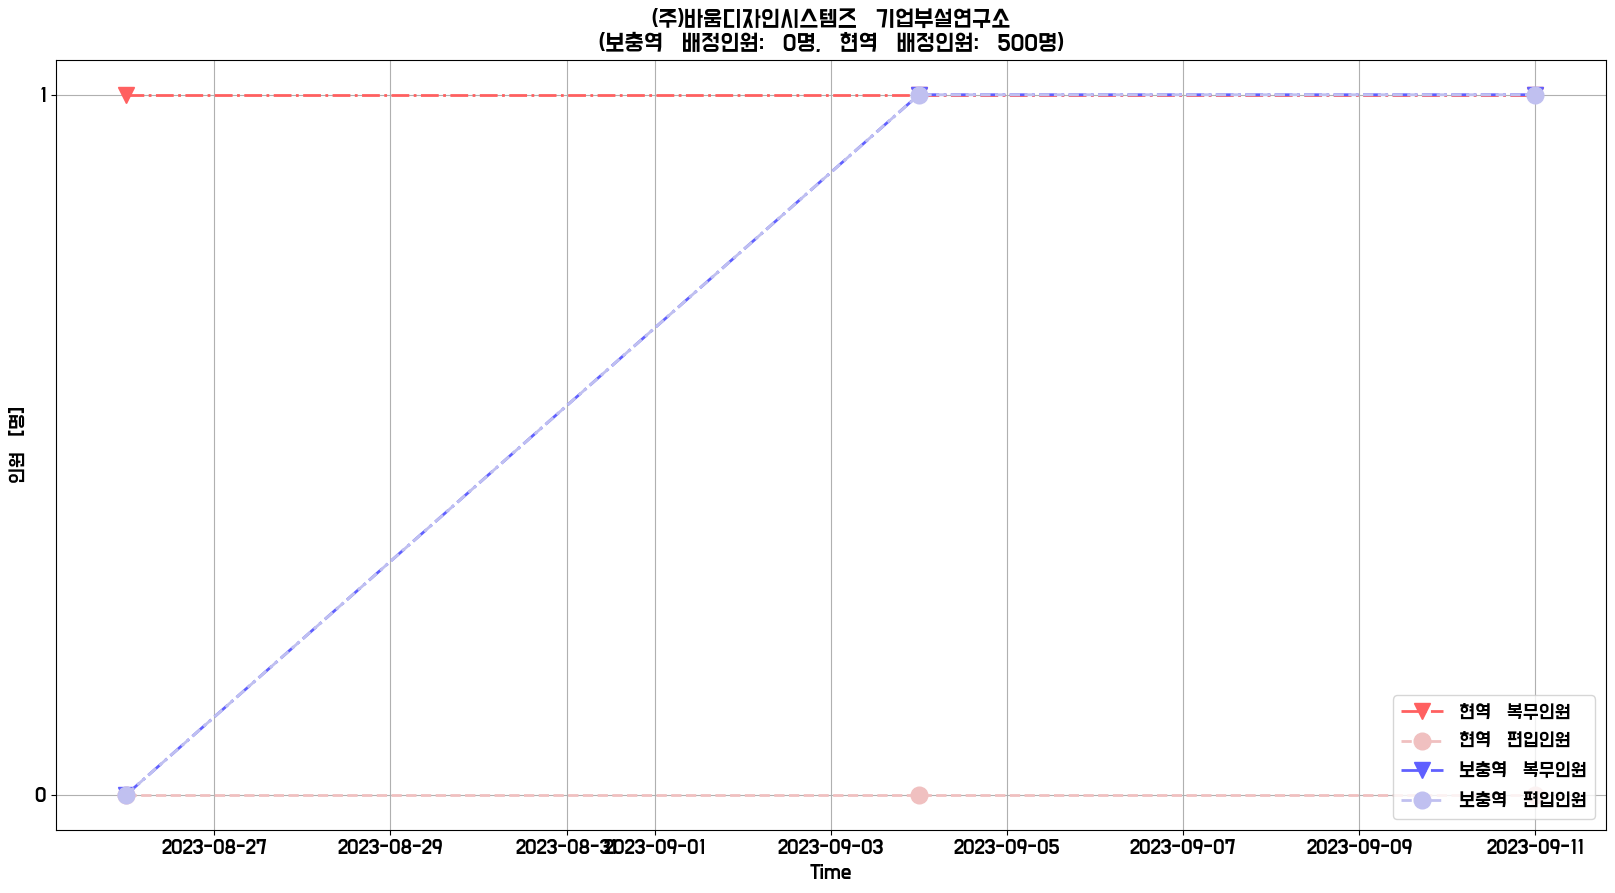 (주)바움디자인시스템즈 기업부설연구소
(보충역 배정인원: 0명, 현역 배정인원: 500명)
인원 [명]
1
0
현역 복무인원
현역 편입인원
보충역 복무인원
보충역 편입인원
2023-08-27 2023-08-29 2023-08-31 2023-09-01 2023-09-03 2023-09-05 2023-09-07 2023-09-09 2023-09-11
Time